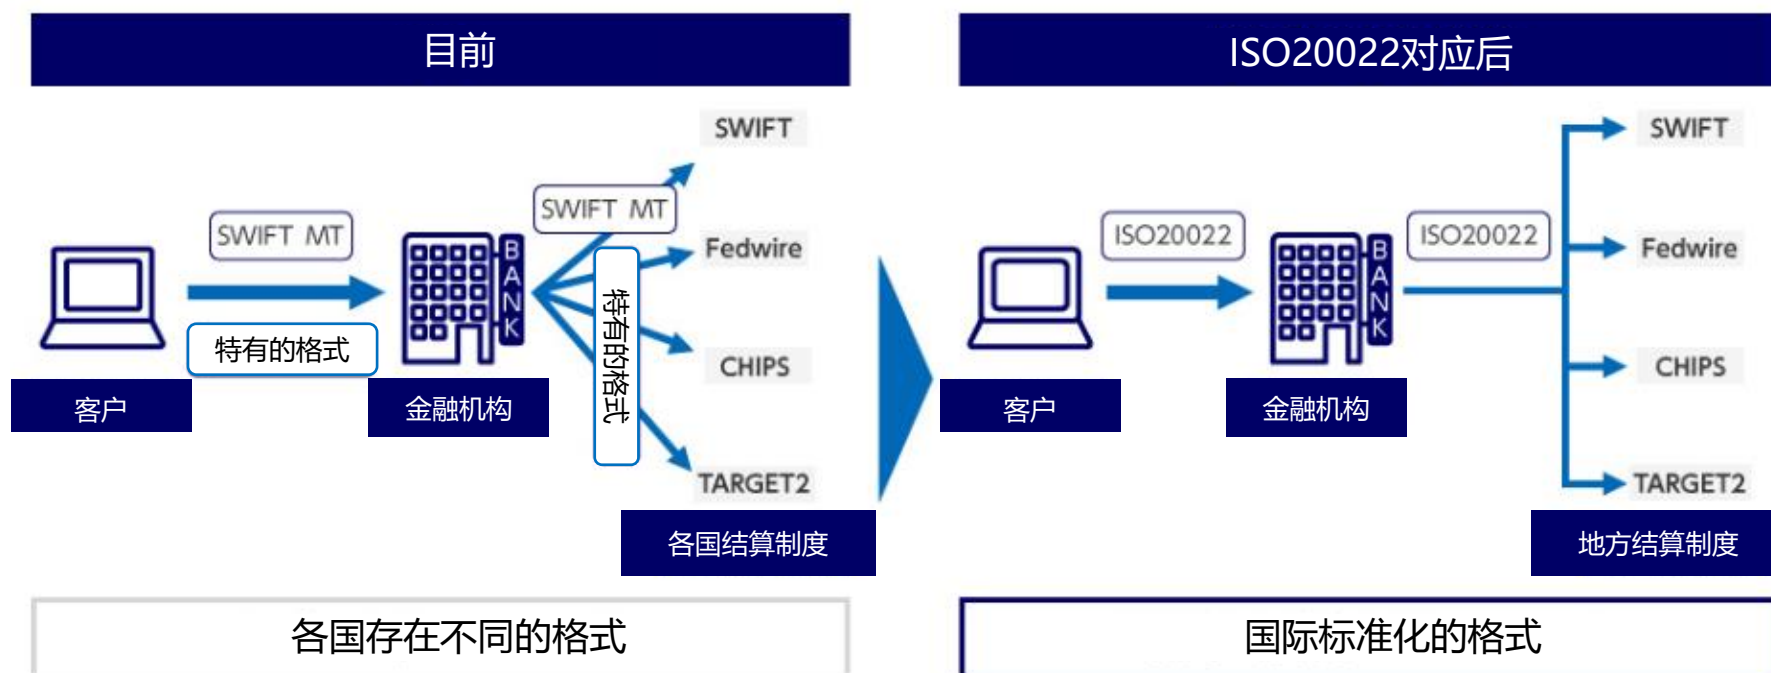 目前
SWIFT
SWIFT MT
SWIFT MT
Fedwire
BANK
特有的格式
特有的格式
CHIPS
客户
金融机构
TARGET2
各国结算制度
各国存在不同的格式
ISO20022对应后
SWIFT
ISO20022
ISO20022
Fedwire
BANK
CHIPS
客户
金融机构
TARGET2
地方结算制度
国际标准化的格式